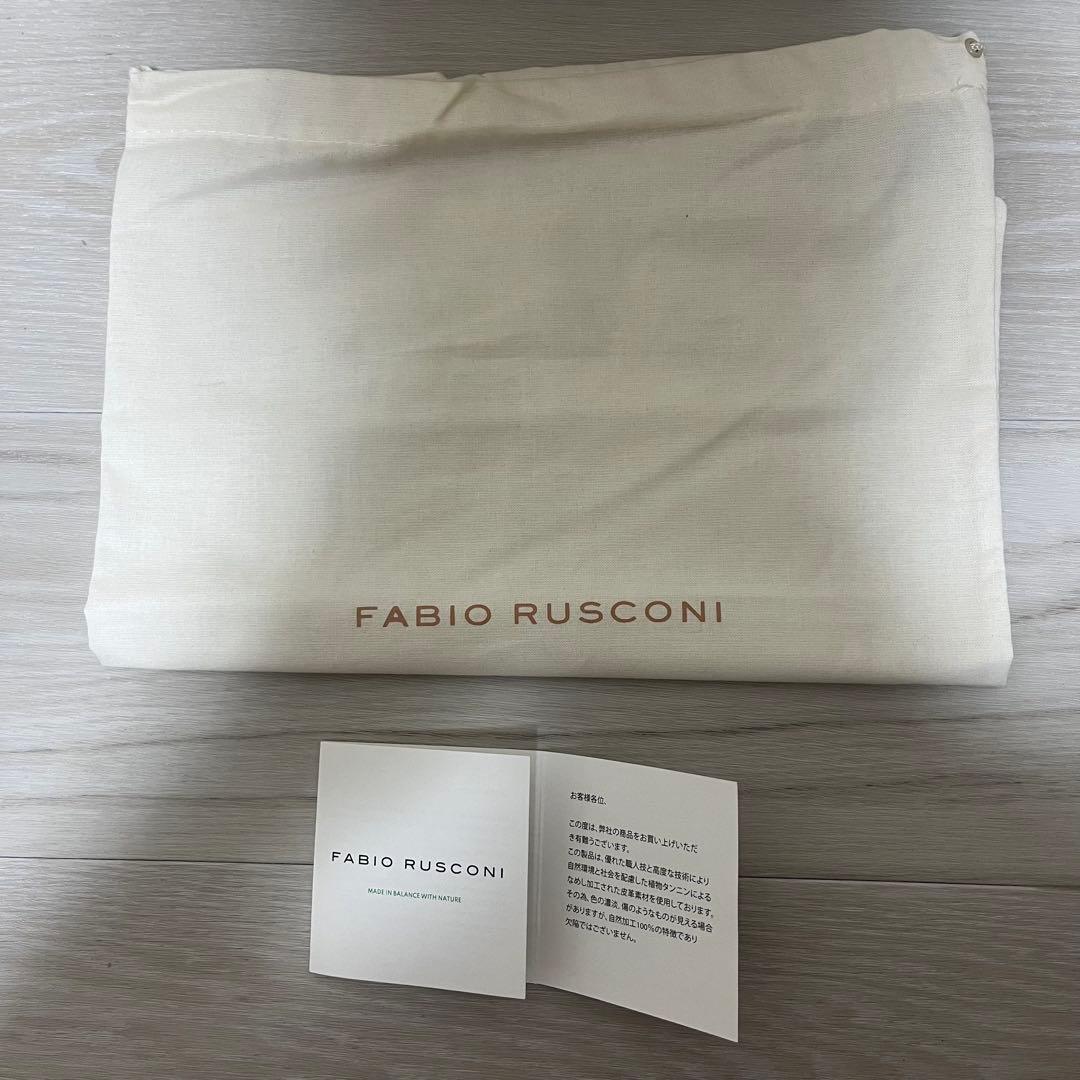 FABIO RUSCONI
FABIO RUSCONI
MADE IN BALANCE WITH NATURE
お客様各位、
この度は、弊社の商品をお買い上げいただ
き有難うございます。
この製品は、優れた職人技と高度な技術により
自然環境と社会を配慮した植物タンニンによる
なめし加工された皮革素材を使用しております。
その為、色の濃淡、傷のようなものが見える場合
がありますが、自然加工100%の特徴であり
欠陥ではございません。